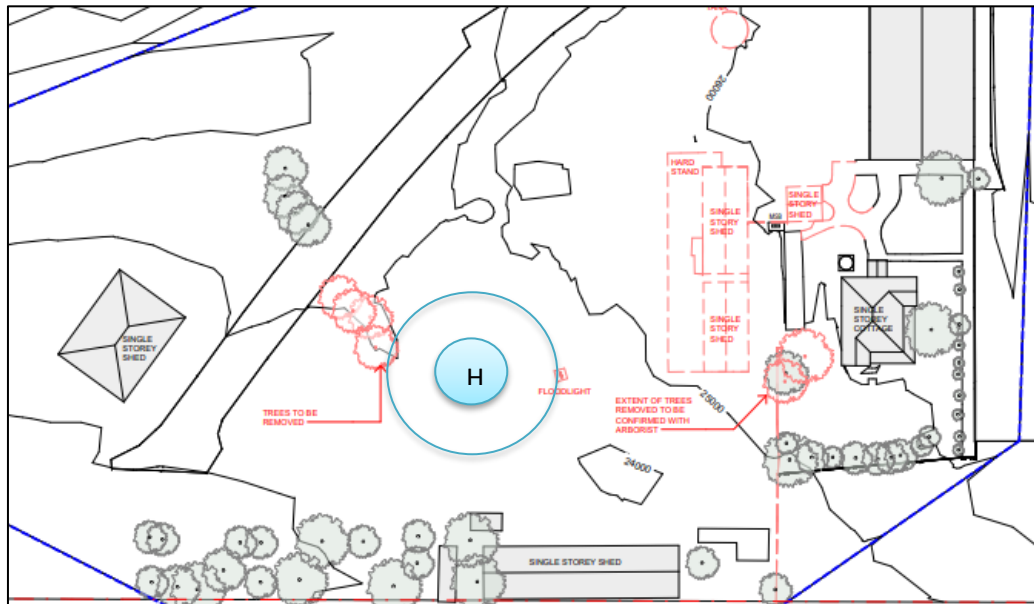 26000
HARD
STAND
SINGLE
STORY
SHED
SINGLE
STORY
SHED
MSB
SINGLE
STOREY
SHED
SINGLE
STOREY
COTTAGE
SINGLE
STORY
SHED
H
FLOODLIGHT
TREES TO BE
REMOVED
EXTENT OF TREES
REMOVED TO BE
CONFIRMED WITH
ARBORIST
25000
24000
SINGLE STOREY SHED